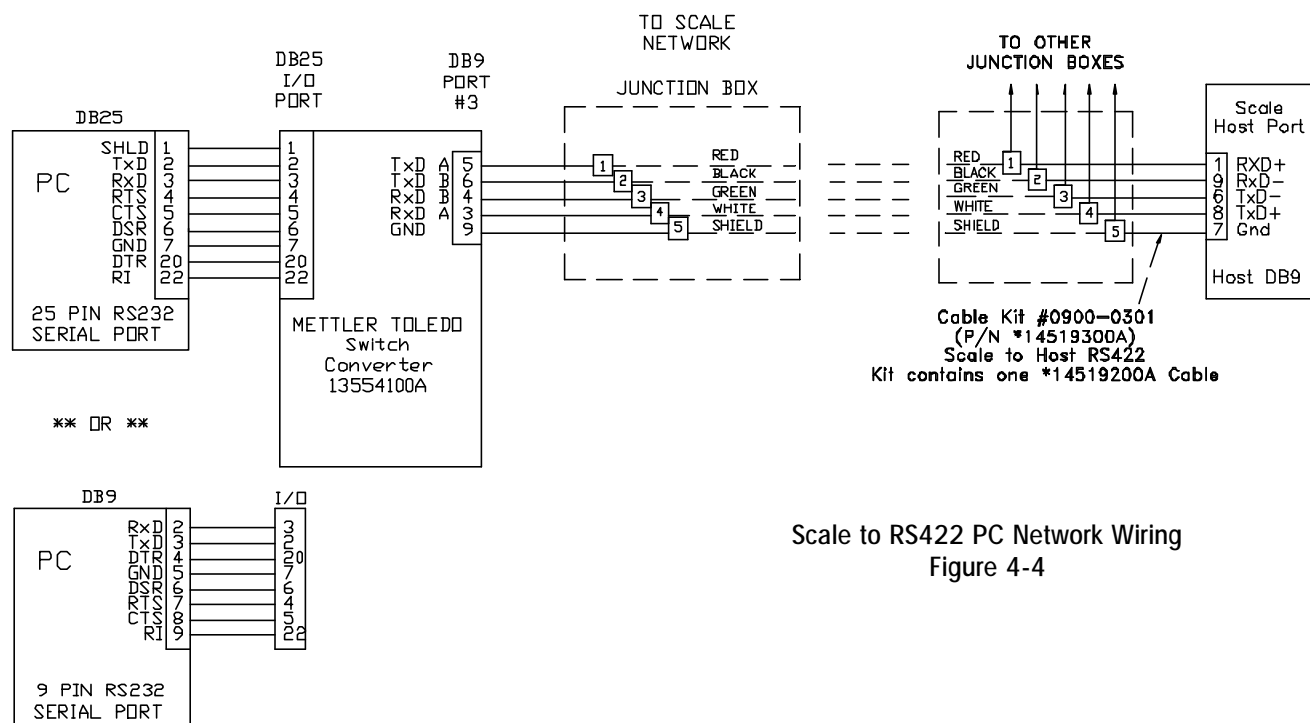 TO SCALE
NETWORK
TO OTHER
JUNCTION BOXES
DB25
I/O
PORT
DB9
PORT
#3
JUNCTION BOX
DB25
PC
SHLD 1
TxD 2
RxD 3
RTS 4
CTS 5
DSR 6
GND 7
DTR 20
RI 22
25 PIN RS232
SERIAL PORT
1
2
3
4
5
6
7
20
22
TxD A 5
TxD B 6
RxD B 4
RxD A 3
GND 9
METTLER TOLEDO
Switch
Converter
13554100A
1 RED
2 BLACK
3 GREEN
4 WHITE
5 SHIELD
RED 1
BLACK 2
GREEN 3
WHITE 4
SHIELD 5
Scale
Host Port
1 RXD+
9 RxD-
6 TxD-
8 TxD+
7 Gnd
Host DB9
Cable Kit #0900-0301
(P/N *14519300A)
Scale to Host RS422
Kit contains one *14519200A Cable
** OR **
DB9
I/O
PC
RxD 2 3
TxD 3 2
DTR 4 20
GND 5 7
DSR 6 6
RTS 7 4
CTS 8 5
RI 9 22
9 PIN RS232
SERIAL PORT
Scale to RS422 PC Network Wiring
Figure 4-4